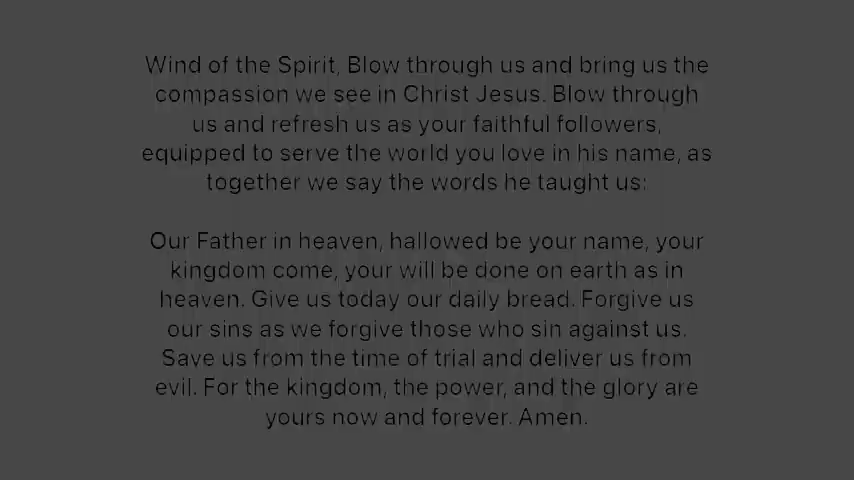 Wind of the Spirit, Blow through us and bring us the
compassion we see in Christ Jesus. Blow through
us and refresh us as your faithful followers,
equipped to serve the world you love in his name, as
together we say the words he taught us:
Our Father in heaven, hallowed be your name, your
kingdom come, your will be done on earth as in
heaven. Give us today our daily bread. Forgive us
our sins as we forgive those who sin against us.
Save us from the time of trial and deliver us from
evil. For the kingdom, the power, and the glory are
yours now and forever. Amen.